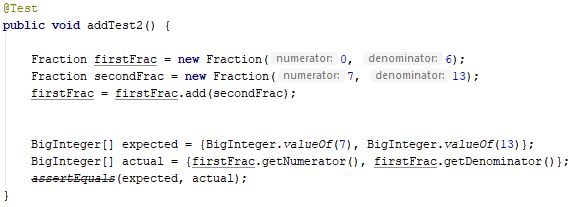 @Test
public void addTest2() {
Fraction firstFrac = new Fraction( numerator: 0, denominator: 6);
Fraction secondFrac = new Fraction( numerator: 7, denominator: 13);
firstFrac = firstFrac.add(secondFrac);
BigInteger[] expected = {BigInteger.valueOf(7), BigInteger.valueOf(13)};
BigInteger[] actual = {firstFrac.getNumerator(), firstFrac.getDenominator()};
assertEquals(expected, actual);
}